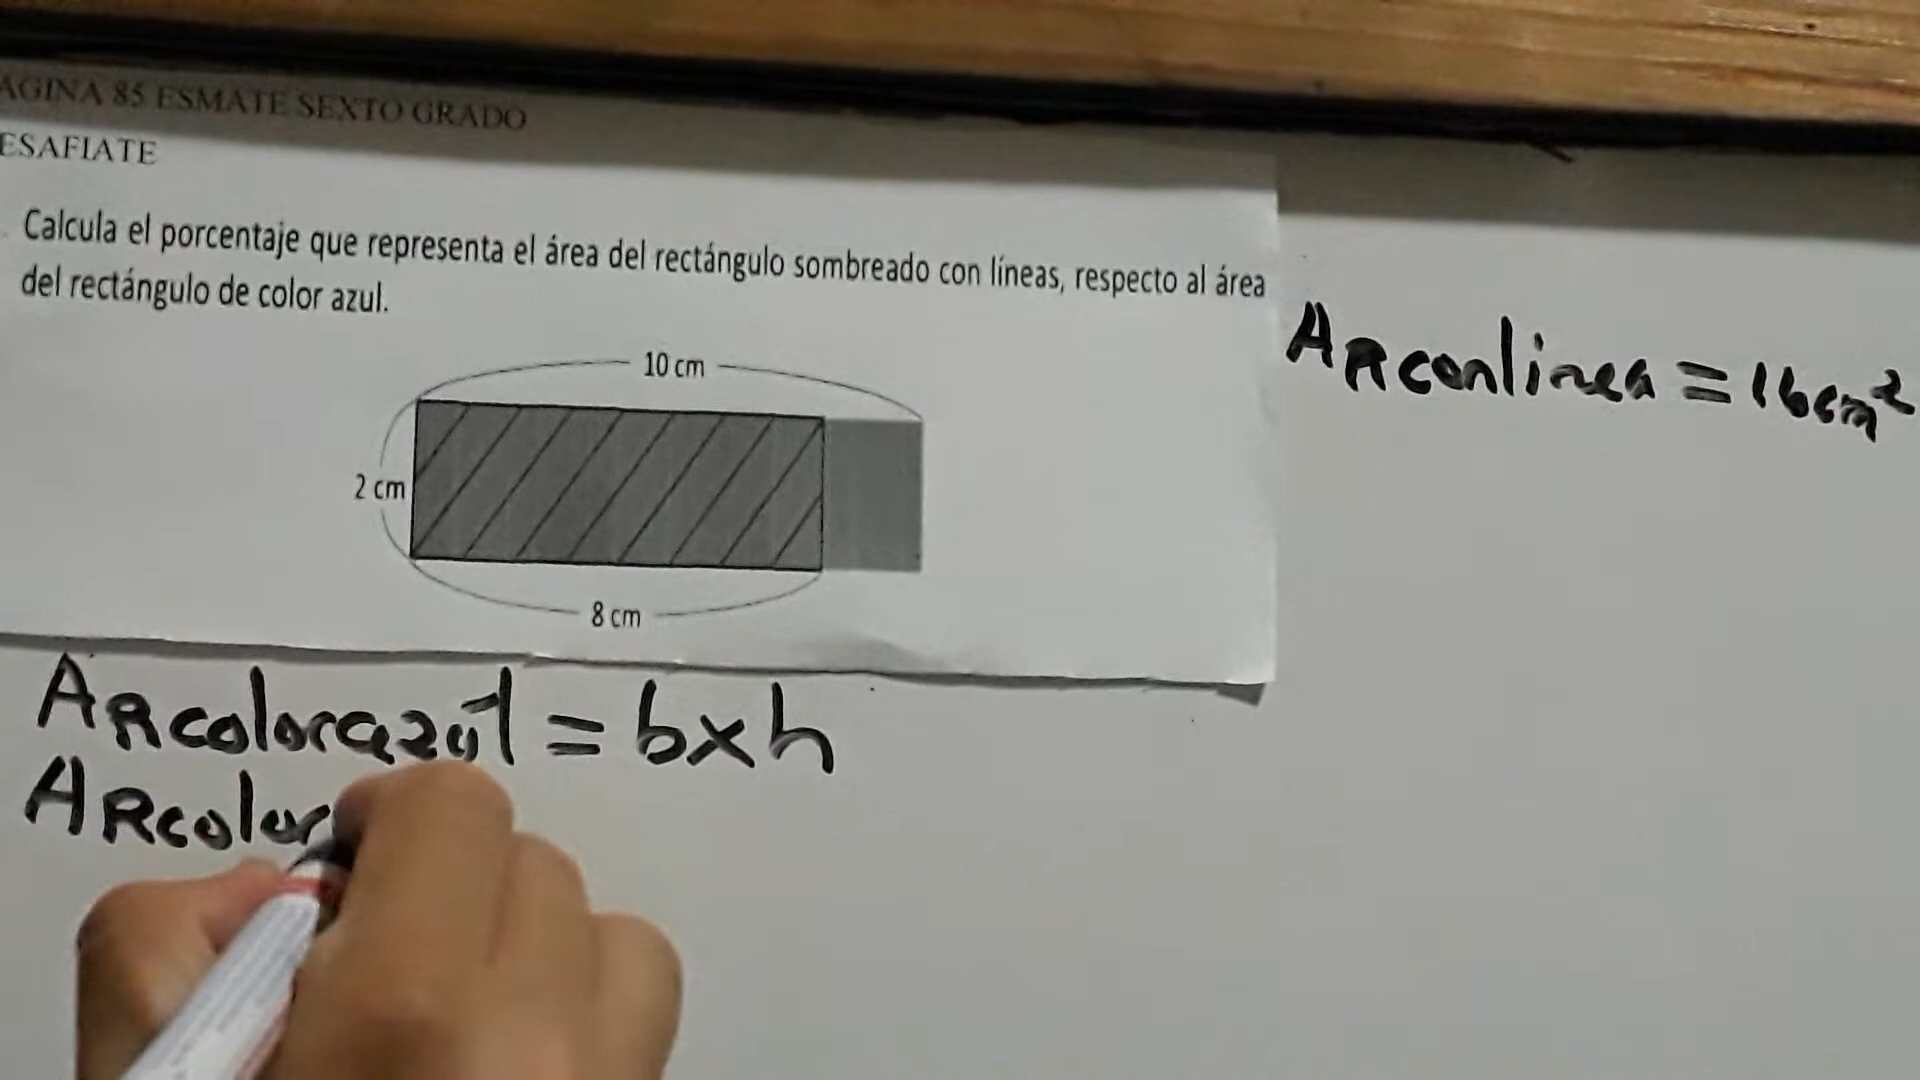 AGINA 85 ESMATE SEXTO GRADO
ESAFIATE
Calcula el porcentaje que representa el área del rectángulo sombreado con líneas, respecto al área
del rectángulo de color azul.
10 cm
2 cm
8 cm
ARconlinea = 16cm²
ARcolorazul = bxh
ARcolor